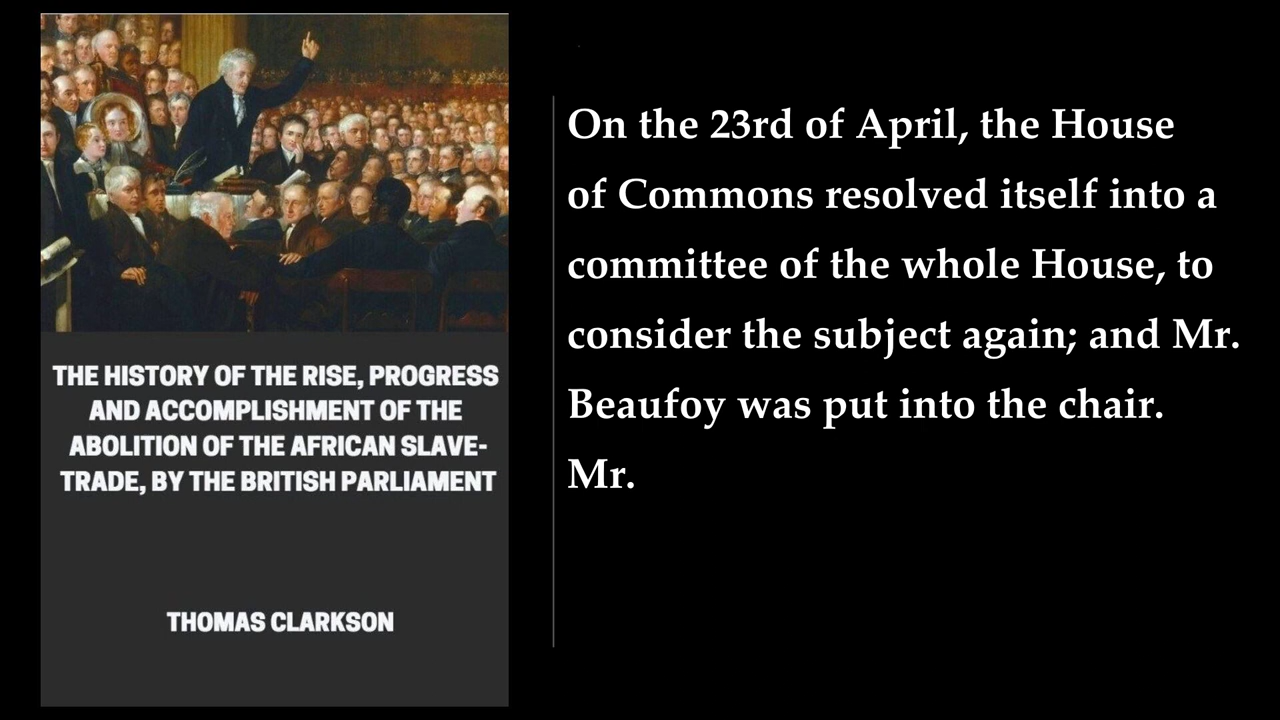 THE HISTORY OF THE RISE, PROGRESS
AND ACCOMPLISHMENT OF THE
ABOLITION OF THE AFRICAN SLAVE-
TRADE, BY THE BRITISH PARLIAMENT
THOMAS CLARKSON
On the 23rd of April, the House
of Commons resolved itself into a
committee of the whole House, to
consider the subject again; and Mr.
Beaufoy was put into the chair.
Mr.